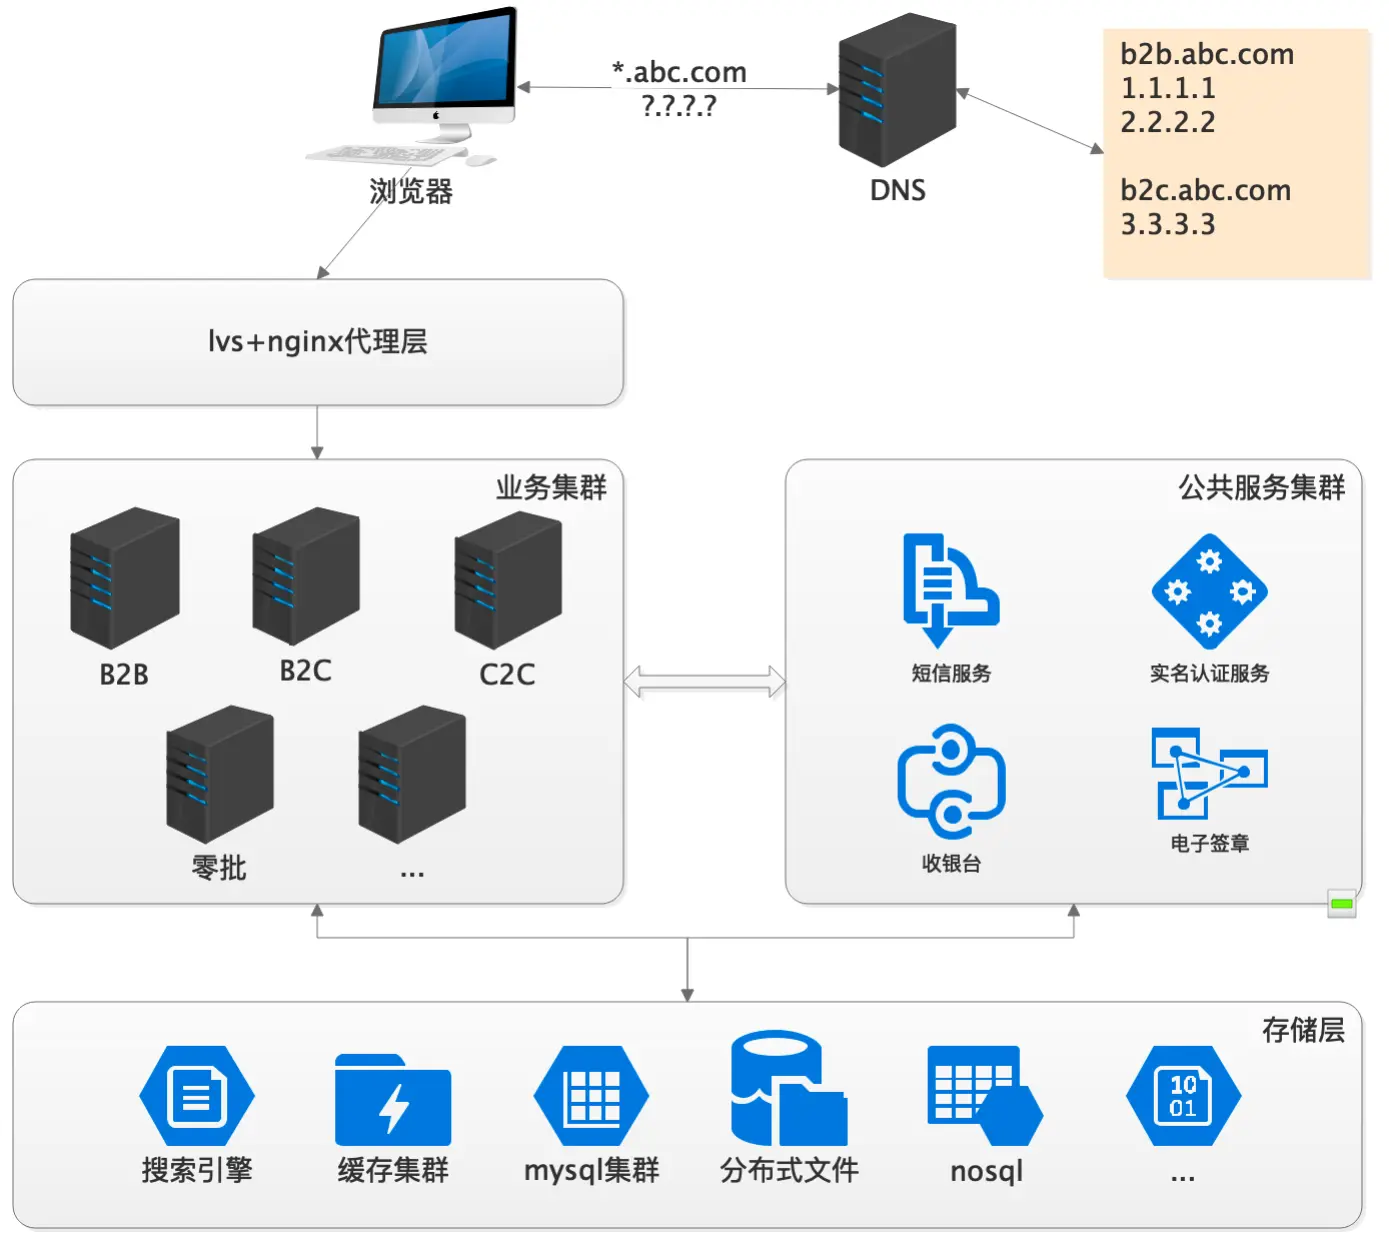 *.abc.com
?.?.?.?
浏览器
DNS
b2b.abc.com
1.1.1.1
2.2.2.2
b2c.abc.com
3.3.3.3
lvs+nginx代理层
业务集群
B2B
B2C
C2C
零批
...
公共服务集群
短信服务
实名认证服务
收银台
电子签章
存储层
10
01
搜索引擎
缓存集群
mysql集群
分布式文件
nosql
...